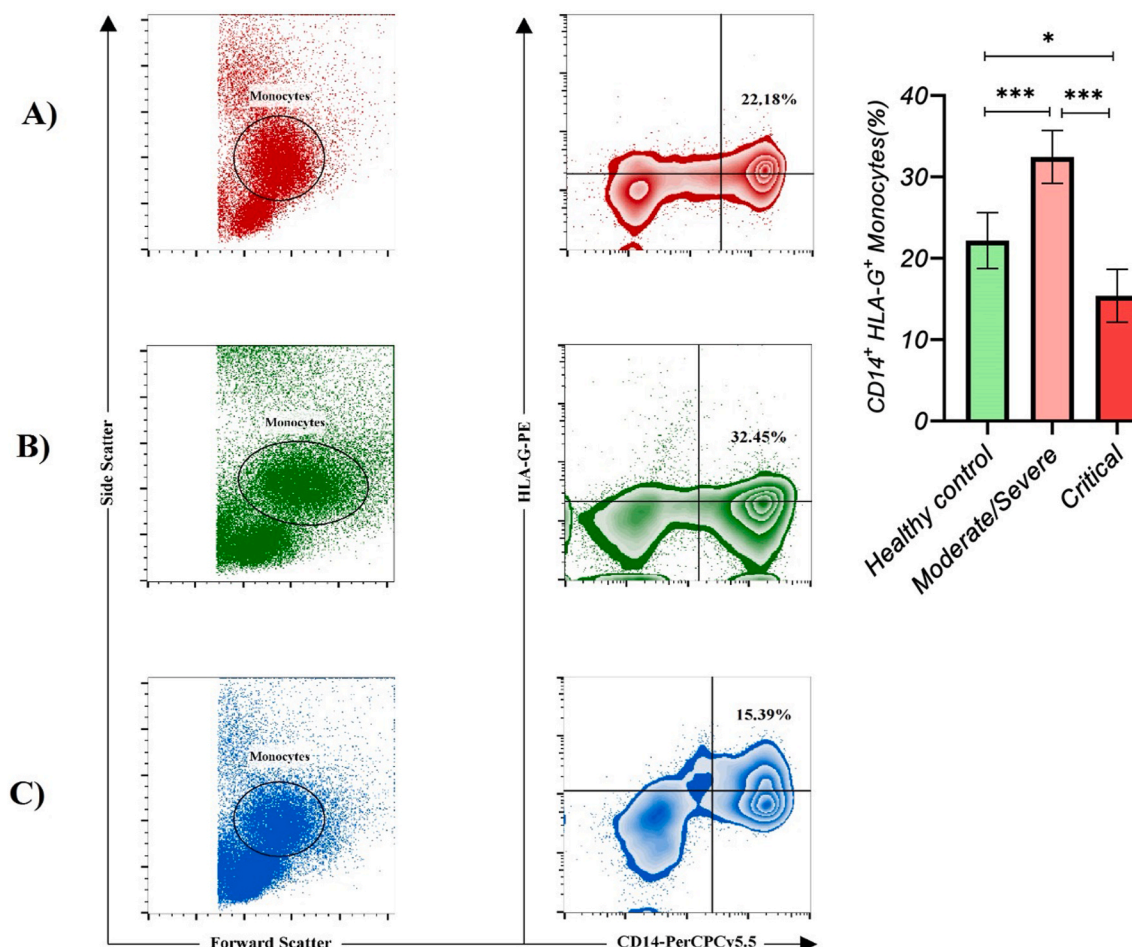 A)
Monocytes
22.18%
B)
Monocytes
32.45%
C)
Monocytes
15.39%
Side Scatter
Forward Scatter
HLA-G-PE
CD14-PerCPCy5.5
*
*** ***
CD14+ HLA-G+ Monocytes(%)
40
30
20
10
0
Healthy control
Moderate/Severe
Critical